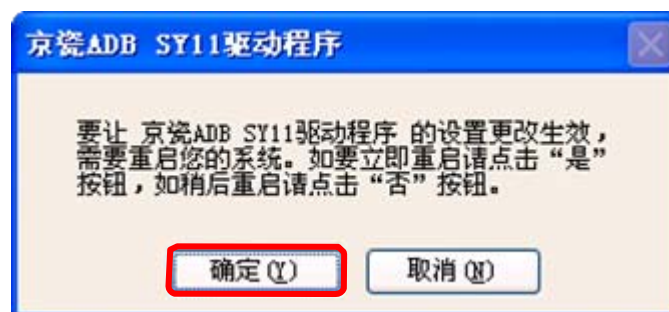 京瓷ADB SY11驱动程序
要让 京瓷ADB SY11驱动程序 的设置更改生效，
需要重启您的系统。如要立即重启请点击“是”
按钮，如稍后重启请点击“否”按钮。
确定(Y) 取消(N)